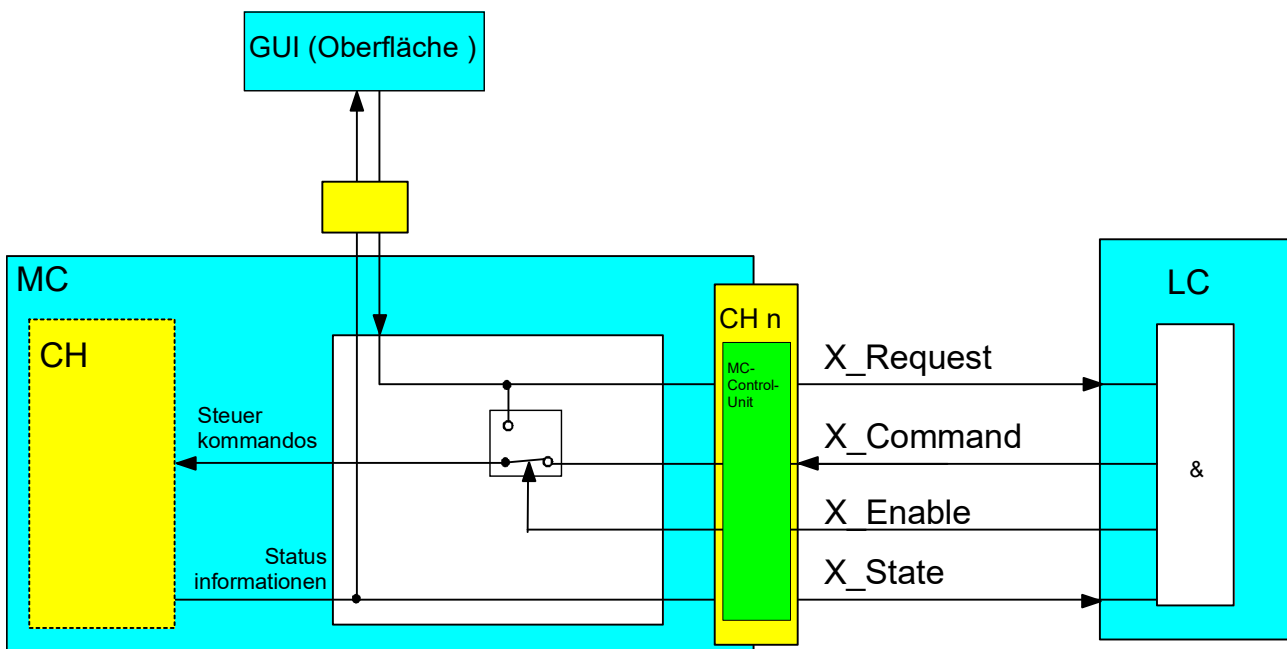 GUI (Oberfläche )
MC
LC
CH
CH n
MC-
Control-
Unit
X_Request
Steuer
kommandos
X_Command
&
X_Enable
Status
informationen
X_State